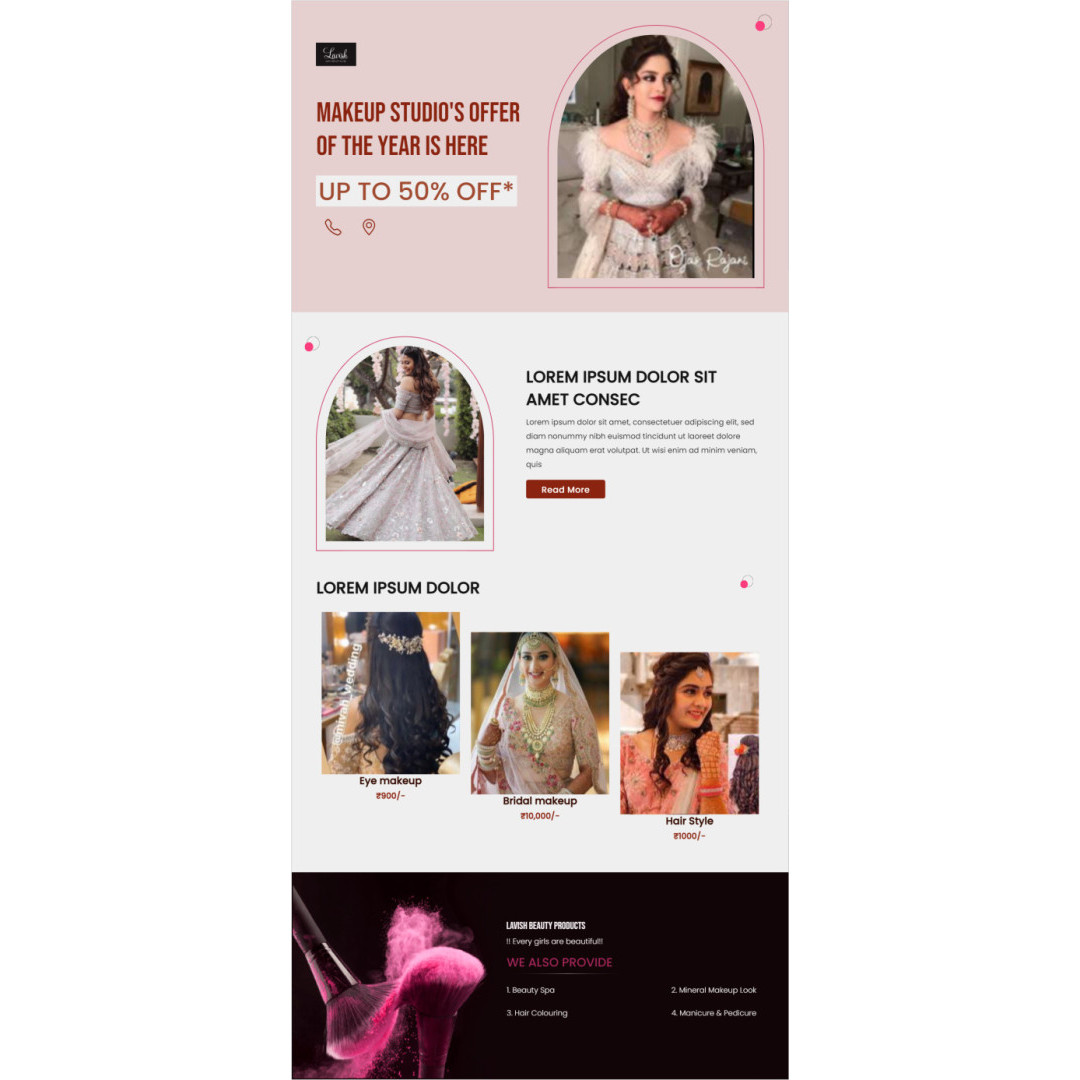 Lavish
MAKEUP STUDIO'S OFFER
OF THE YEAR IS HERE
UP TO 50% OFF*
LOREM IPSUM DOLOR SIT
AMET CONSEC
Lorem ipsum dolor sit amet, consectetuer adipiscing elit, sed
diam nonummy nibh euismod tincidunt ut laoreet dolore
magna aliquam erat volutpat. Ut wisi enim ad minim veniam,
quis
Read More
LOREM IPSUM DOLOR
Eye makeup
₹900/-
Bridal makeup
₹10,000/-
Hair Style
₹1000/-
LAVISH BEAUTY PRODUCTS
!! Every girls are beautiful!!
WE ALSO PROVIDE
1. Beauty Spa
2. Mineral Makeup Look
3. Hair Colouring
4. Manicure & Pedicure